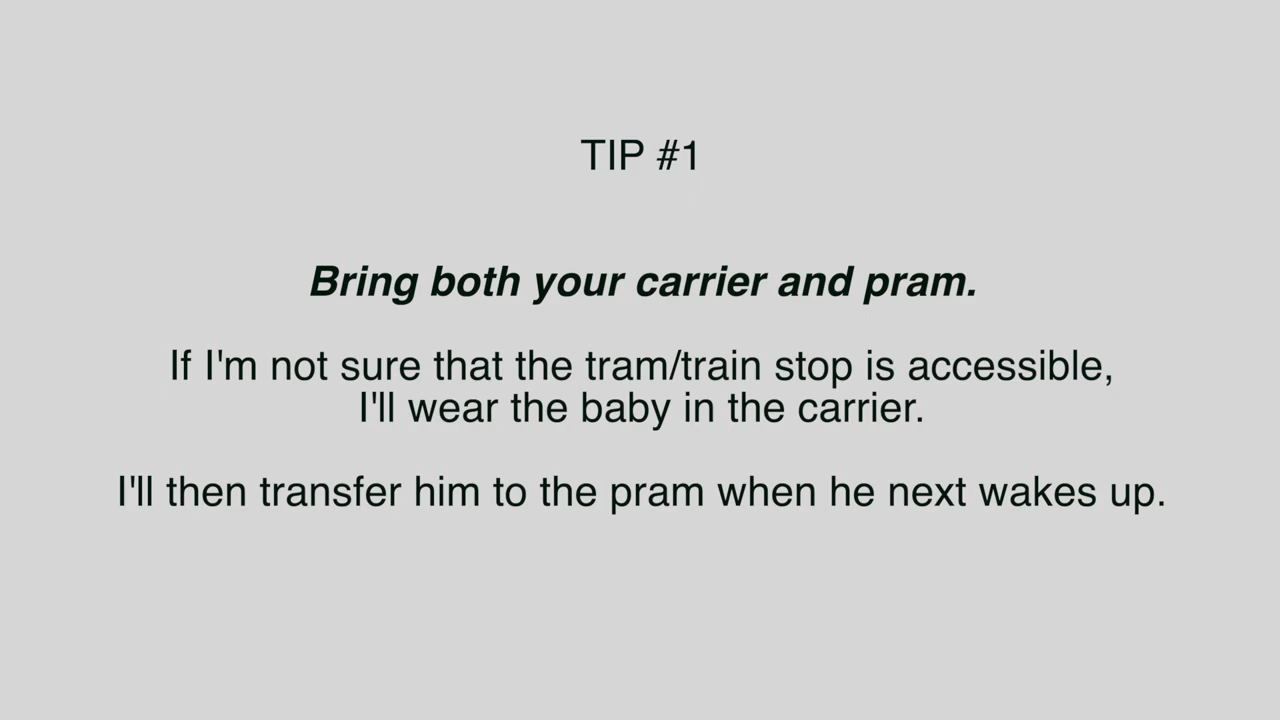 TIP #1
Bring both your carrier and pram.
If I'm not sure that the tram/train stop is accessible,
I'll wear the baby in the carrier.
I'll then transfer him to the pram when he next wakes up.